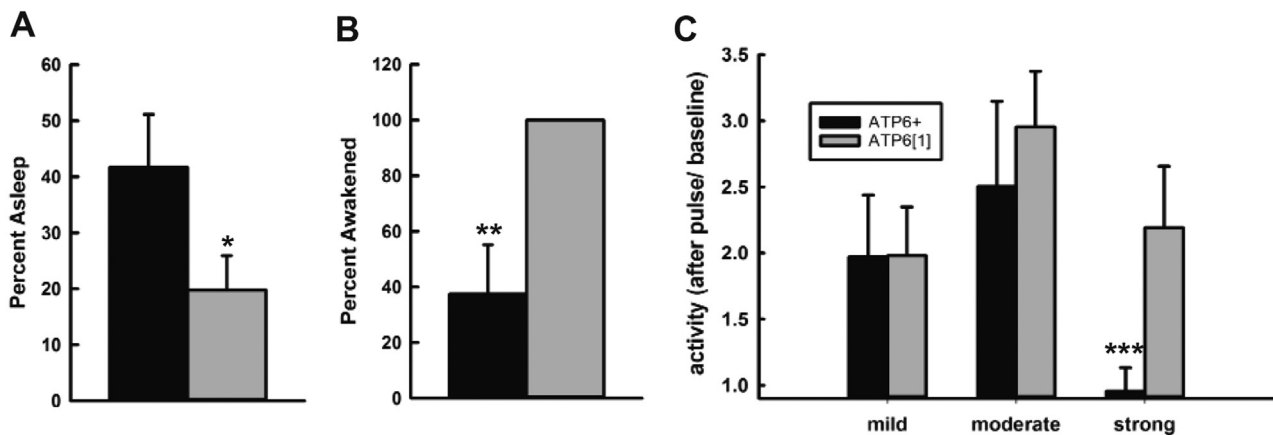 A
Percent Asleep
60
50
40
30
20
10
0
*
B
Percent Awakened
120
100
80
60
40
20
0
**
C
activity (after pulse/ baseline)
3.5
3.0
2.5
2.0
1.5
1.0
ATP6+
ATP6[1]
***
mild moderate strong